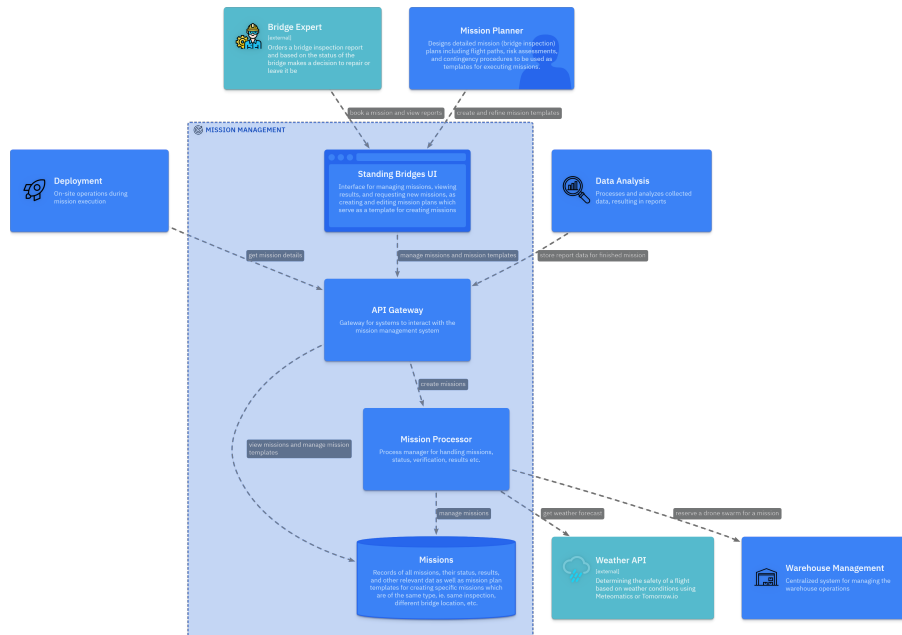 Bridge Expert
[external]
Orders a bridge inspection report
and based on the status of the
bridge makes a decision to repair or
leave it be
Mission Planner
Designs detailed mission (bridge inspection)
plans including flight paths, risk assessments,
and contingency procedures to be used as
templates for executing missions.
book a mission and view reports
create and refine mission templates
MISSION MANAGEMENT
Deployment
On-site operations during
mission execution
Standing Bridges UI
Interface for managing missions, viewing
results, and requesting now missions, as
creating and editing mission plans which
serve as a template for creating missions
Data Analysis
Processes and analyzes collected
data, resulting in reports
get mission details
manage missions and mission templates
store report data for finished mission
API Gateway
Gateway for systems to interact with the
mission management system
create missions
Mission Processor
Process manager for handling missions,
status, verification, results etc.
view missions and manage mission
templates
manage missions
get weather forecast
reserve a drone swarm for a mission
Missions
Records of all missions, their status, results,
and other relevant dat as well as mission plan
templates for creating specific missions which
are of the same type, ie. same inspection,
different bridge location, etc.
Weather API
[external]
Determining the safety of a flight
based on weather conditions using
Meteomatics or Tomorrow.io
Warehouse Management
Centralized system for managing the
warehouse operations